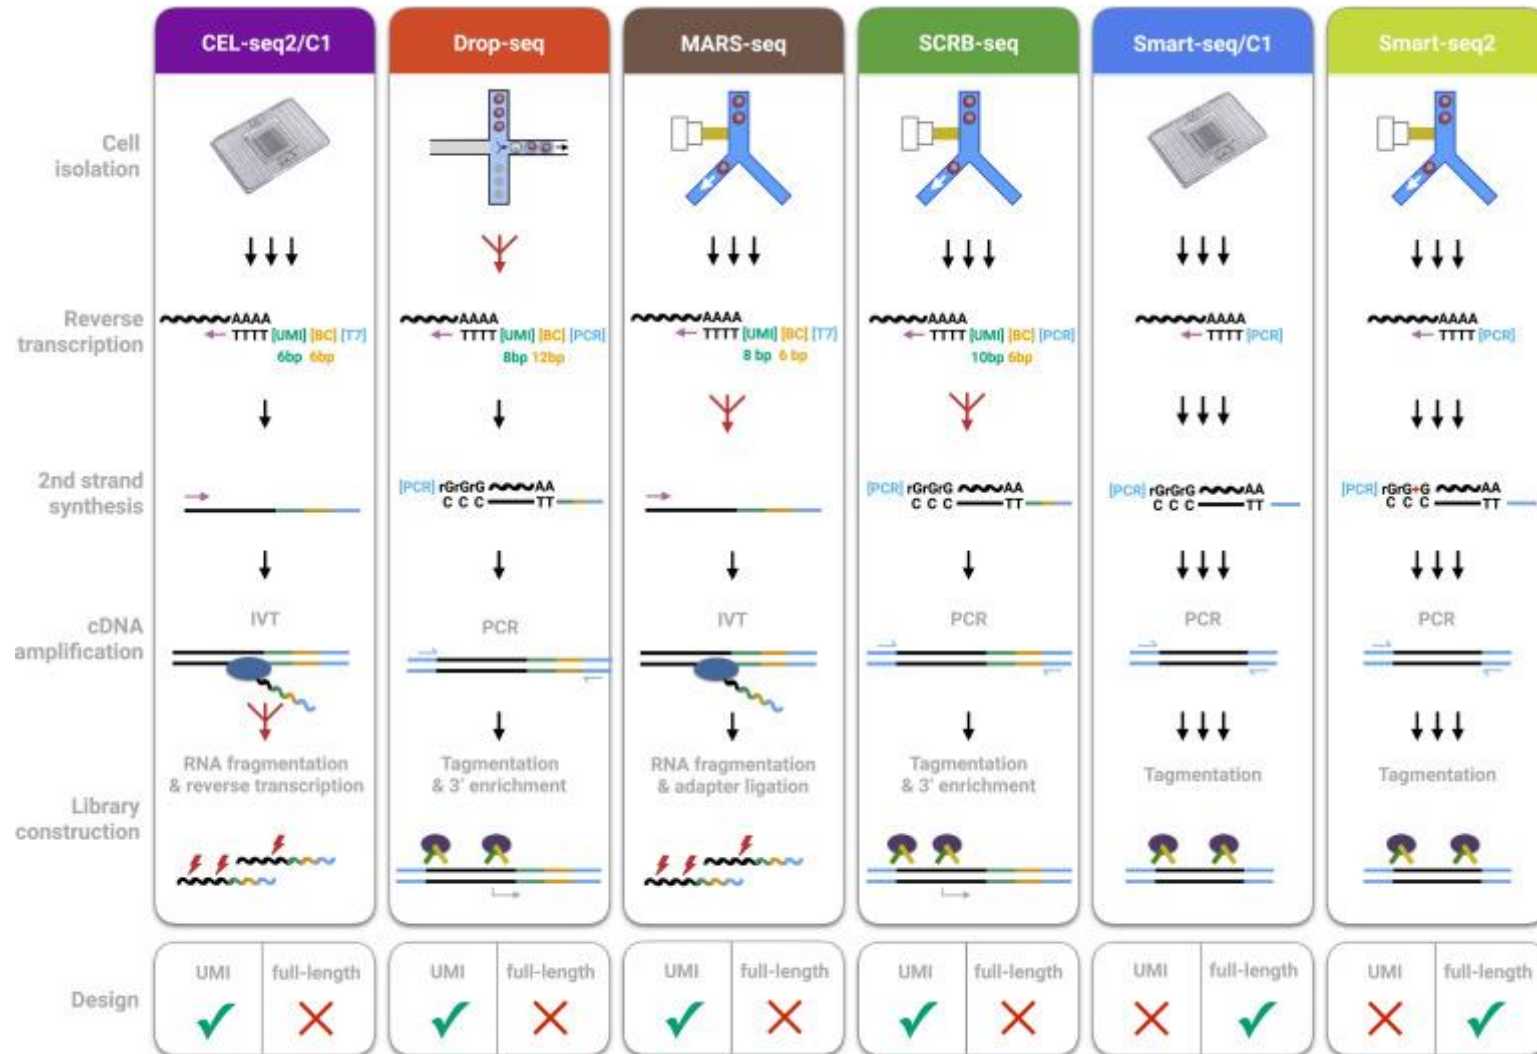 CEL-seq2/C1
Drop-seq
MARS-seq
SCRB-seq
Smart-seq/C1
Smart-seq2
Cell
isolation
Reverse
transcription
AAAA
TTTT [UMI] [BC] [T7]
6bp 6bp
AAAA
TTTT [UMI] [BC] [PCR]
8bp 12bp
AAAA
TTTT [UMI] [BC] [T7]
8 bp 6 bp
AAAA
TTTT [UMI] [BC] [PCR]
10bp 6bp
AAAA
TTTT [PCR]
AAAA
TTTT [PCR]
2nd strand
synthesis
[PCR] rGrGrG AA
C C C TT
[PCR] rGrGrG AA
C C C TT
[PCR] rGrGrG AA
C C C TT
[PCR] rGrG+G AA
C C C TT
cDNA
amplification
IVT
PCR
IVT
PCR
PCR
PCR
Library
construction
RNA fragmentation
& reverse transcription
Tagmentation
& 3' enrichment
RNA fragmentation
& adapter ligation
Tagmentation
& 3' enrichment
Tagmentation
Tagmentation
Design
UMI full-length
UMI full-length
UMI full-length
UMI full-length
UMI full-length
UMI full-length